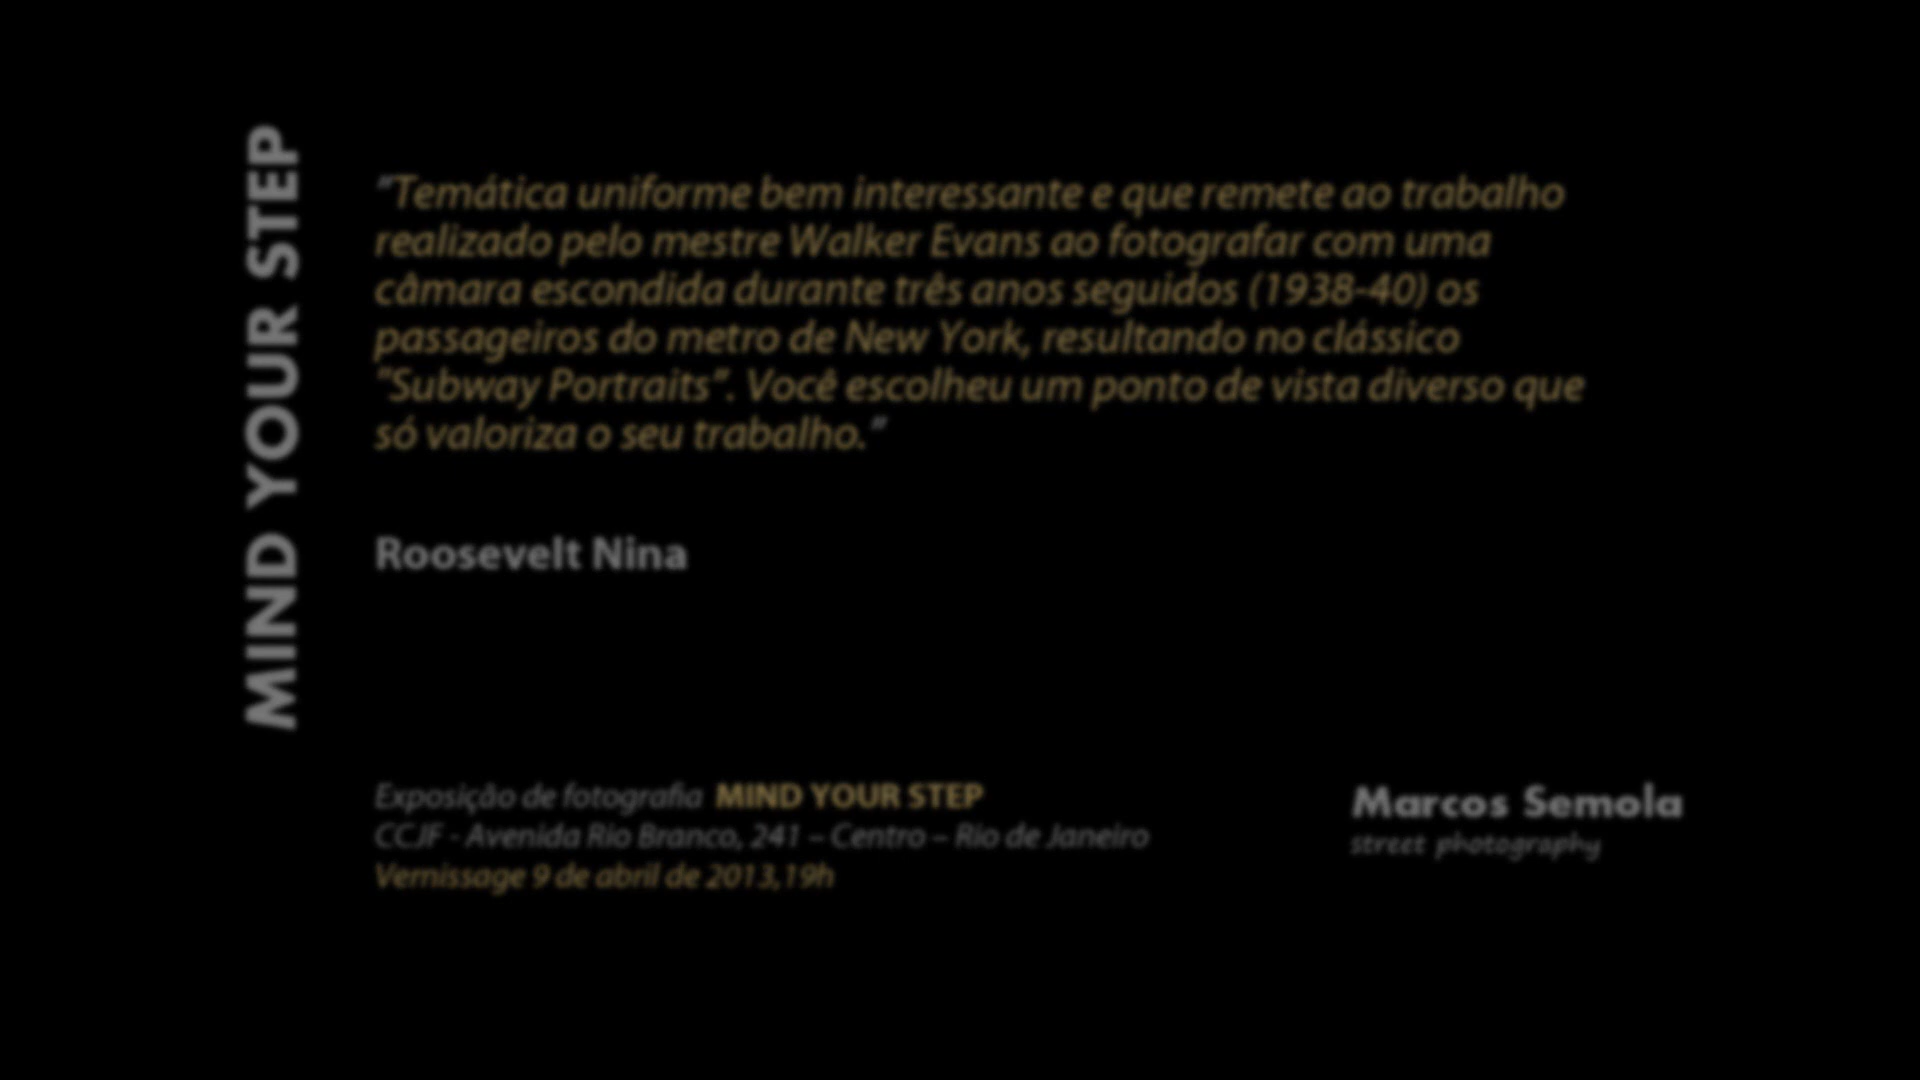 MIND YOUR STEP
"Temática uniforme bem interessante e que remete ao trabalho
realizado pelo mestre Walker Evans ao fotografar com uma
câmara escondida durante três anos seguidos (1938-40) os
passageiros do metro de New York, resultando no clássico
"Subway Portraits". Você escolheu um ponto de vista diverso que
só valoriza o seu trabalho."
Roosevelt Nina
Exposição de fotografia MIND YOUR STEP
CCJF - Avenida Rio Branco, 241 – Centro – Rio de Janeiro
Vernissage 9 de abril de 2013,19h
Marcos Semola
street photography